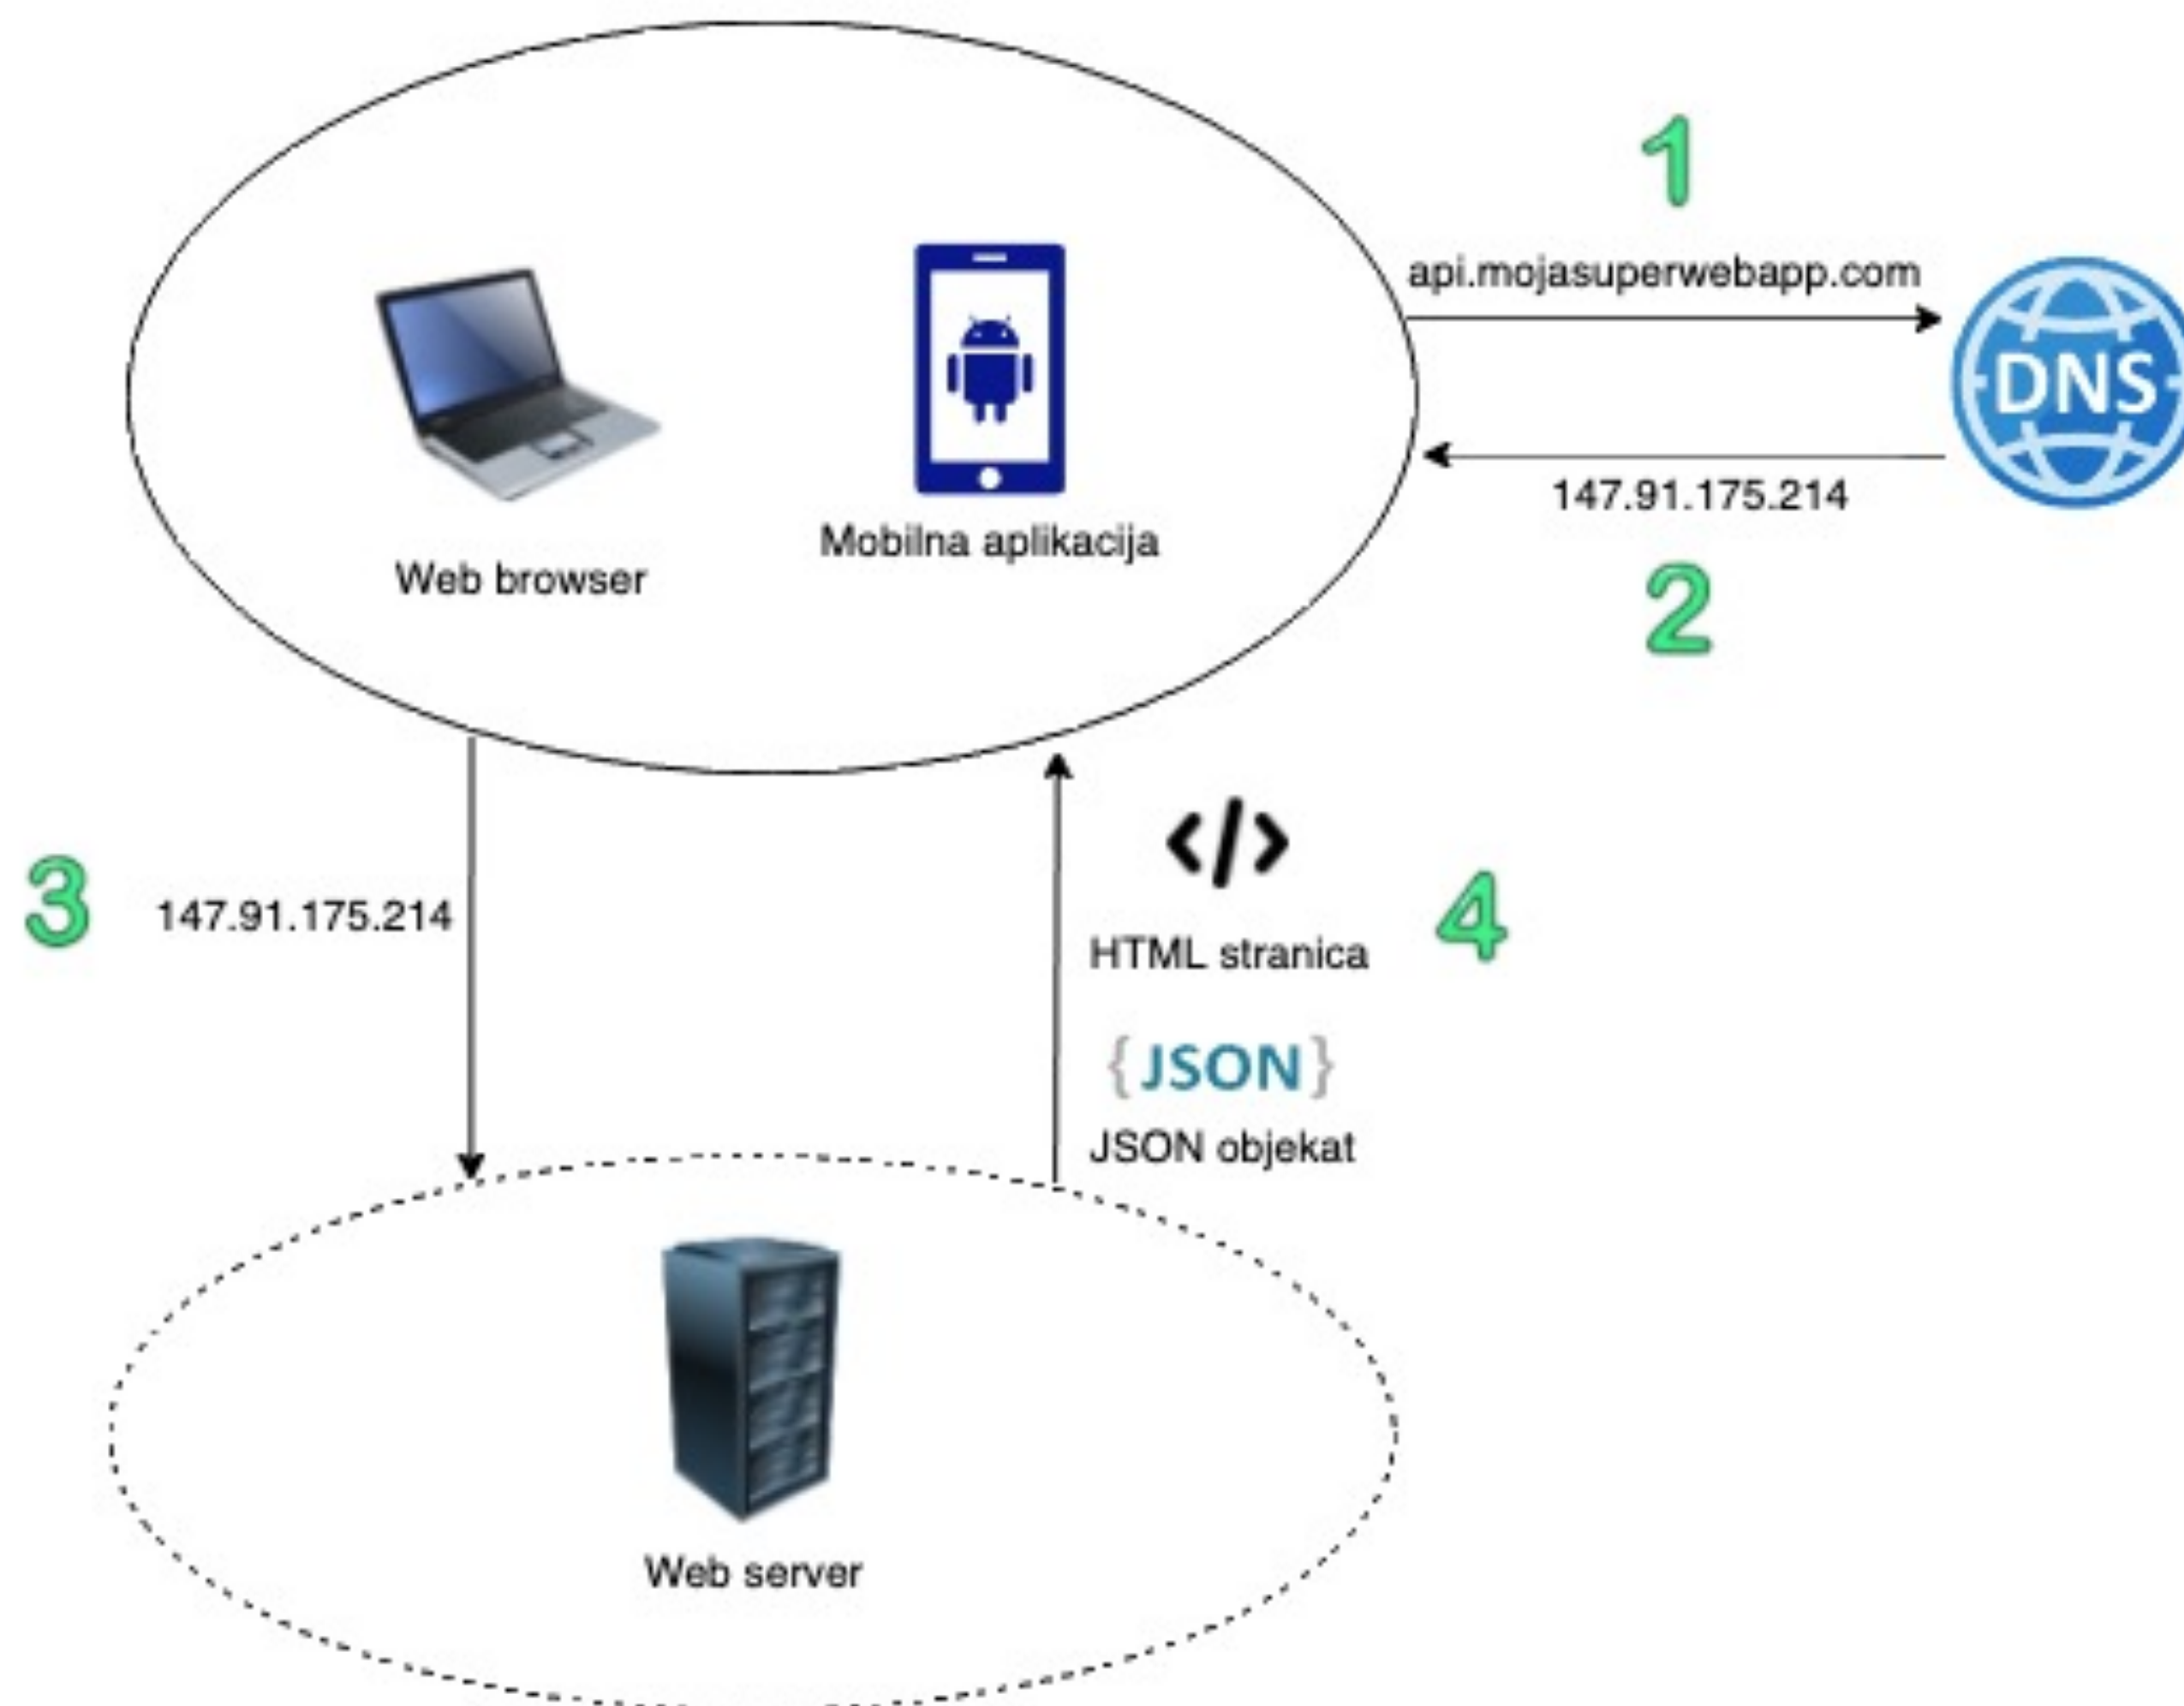 1
api.mojasuperwebapp.com
DNS
147.91.175.214
2
Mobilna aplikacija
Web browser
3
147.91.175.214
</>
HTML stranica
4
{JSON}
JSON objekat
Web server